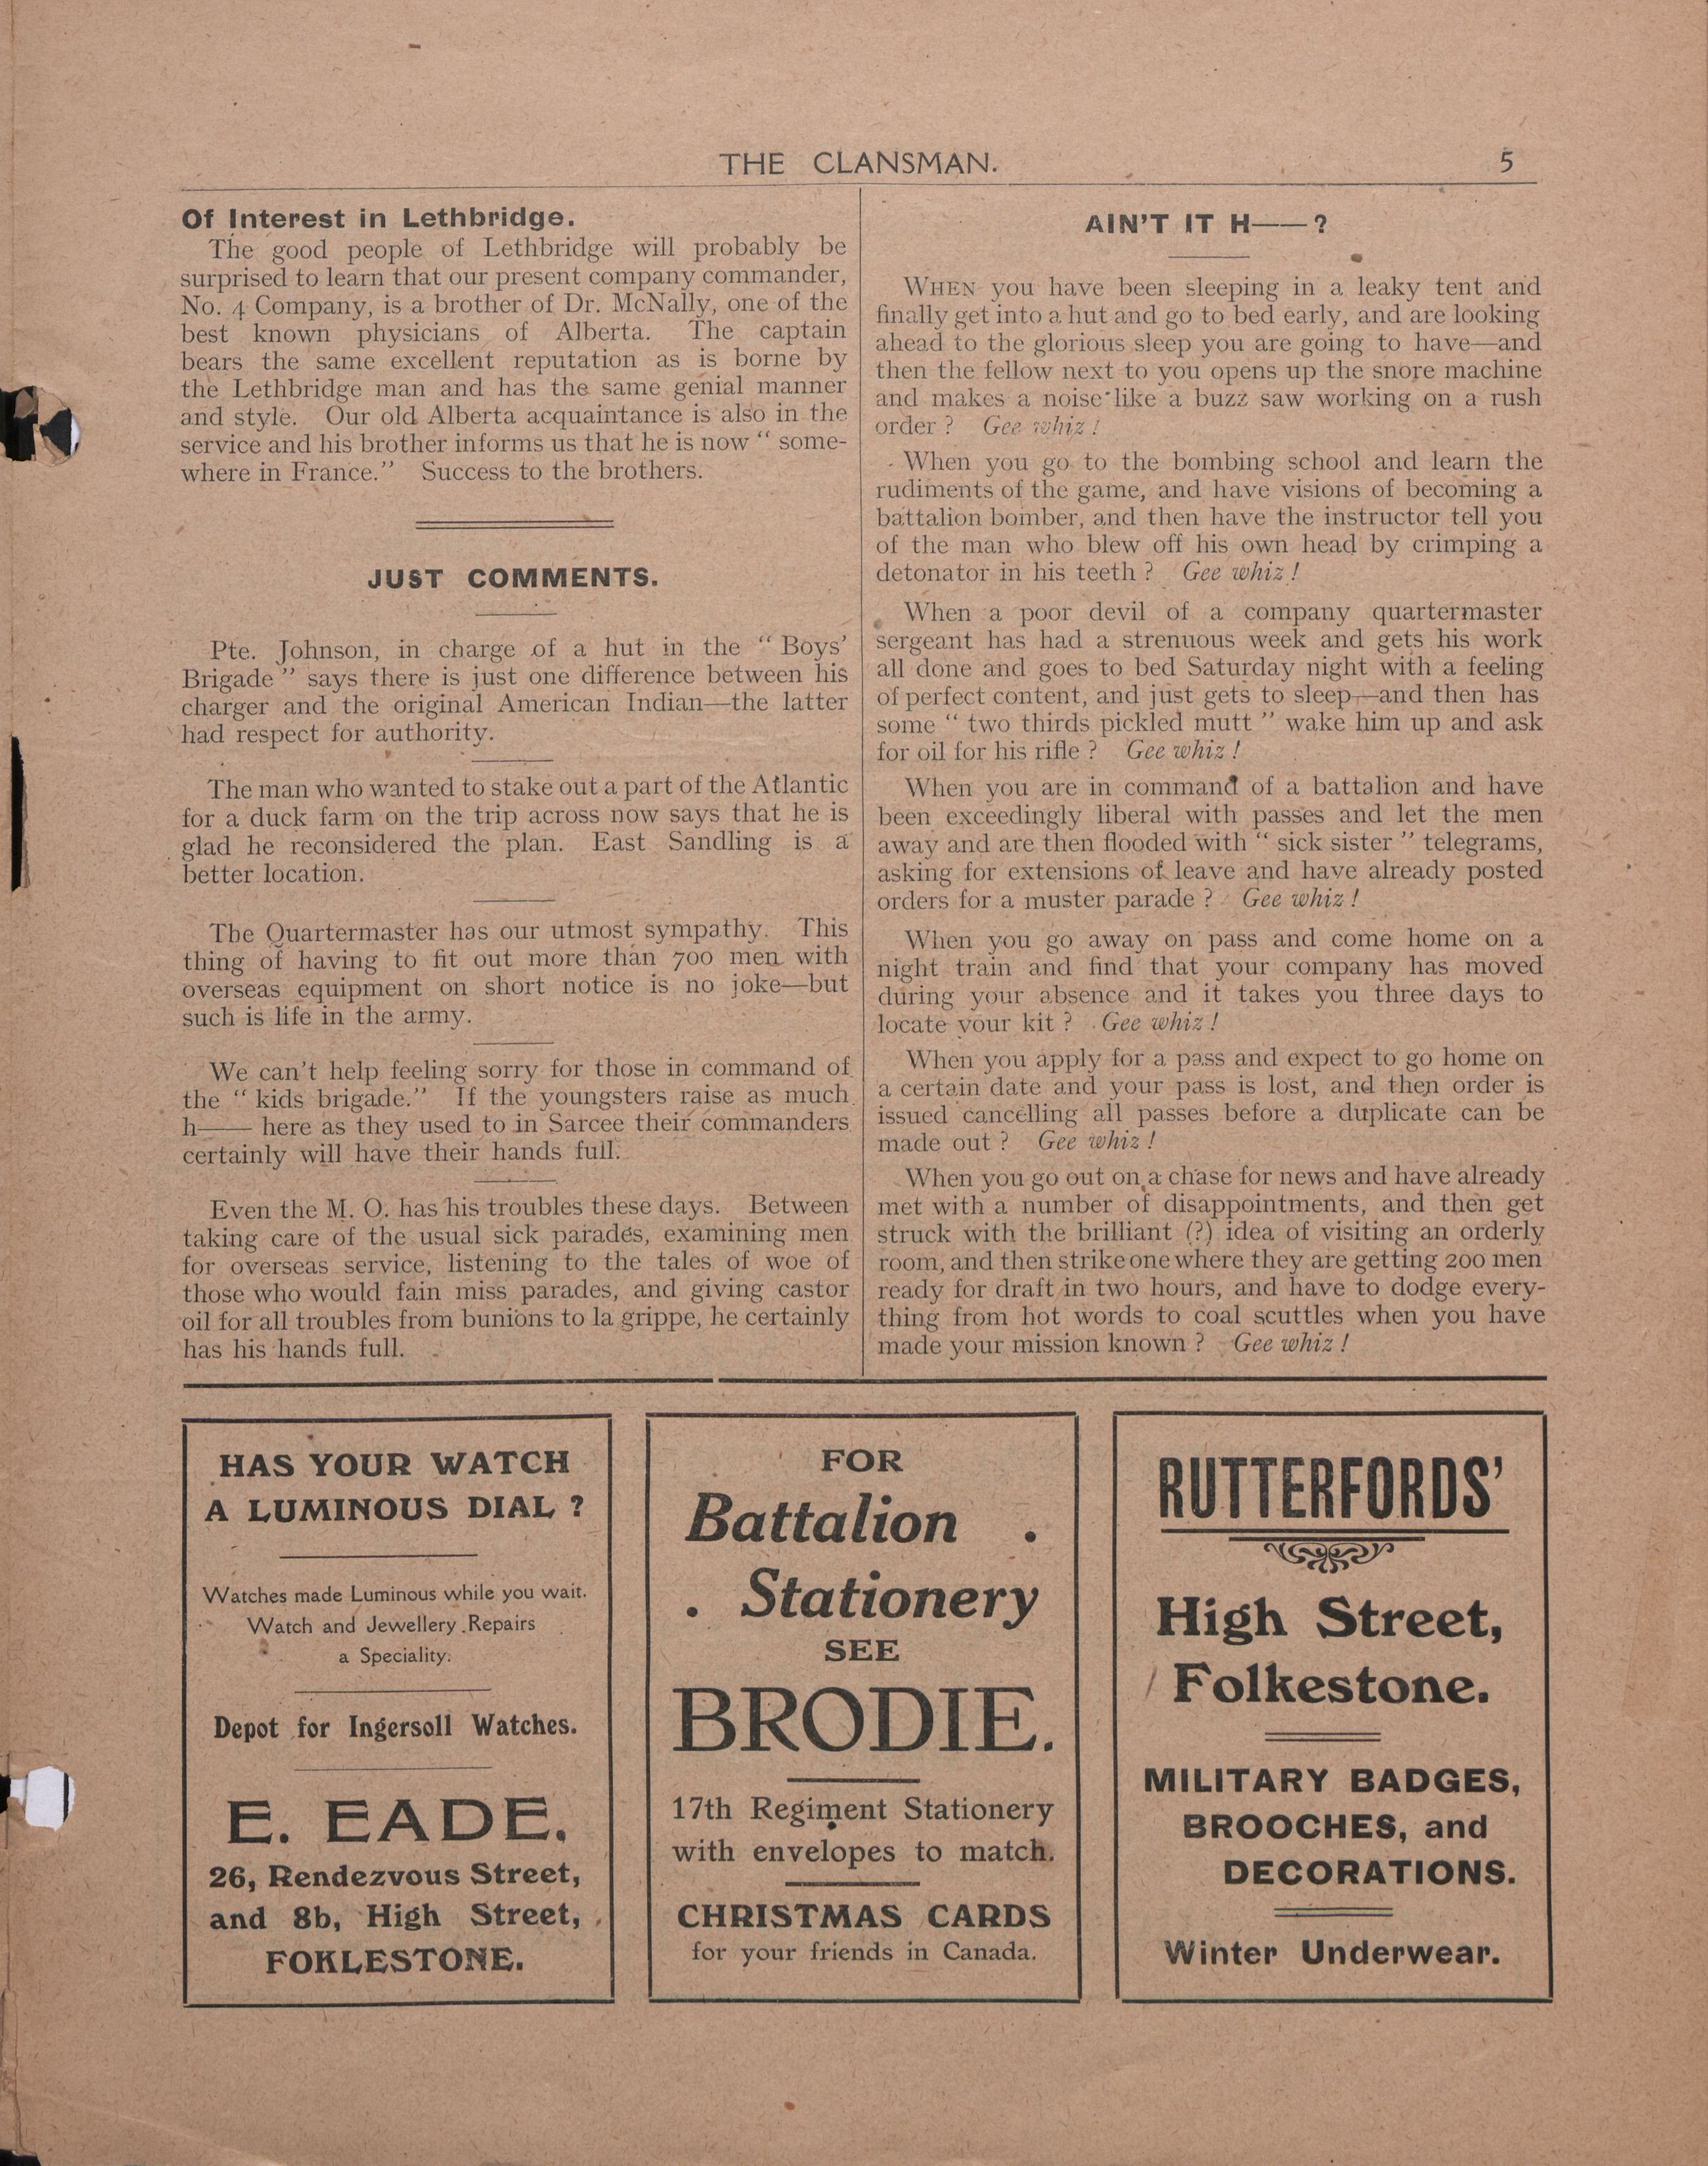 THE CLANSMAN.
5
Of Interest in Lethbridge.
The good people of Lethbridge will probably be
surprised to learn that our present company commander,
No. 4 Company, is a brother of Dr. McNally, one of the
best known physicians of Alberta. The captain
bears the same excellent reputation as is borne by
the Lethbridge man and has the same genial manner
and style. Our old Alberta acquaintance is also in the
service and his brother informs us that he is now " some-
where in France." Success to the brothers.
JUST COMMENTS.
Pte. Johnson, in charge of a hut in the " Boys'
Brigade " says there is just one difference between his
charger and the original American Indian—the latter
had respect for authority.
The man who wanted to stake out a part of the Atlantic
for a duck farm on the trip across now says that he is
glad he reconsidered the plan. East Sandling is a
better location.
The Quartermaster has our utmost sympathy. This
thing of having to fit out more than 700 men with
overseas equipment on short notice is no joke—but
such is life in the army.
We can't help feeling sorry for those in command of
the " kids brigade." If the youngsters raise as much
h—— here as they used to in Sarcee their commanders
certainly will have their hands full.
Even the M. O. has his troubles these days. Between
taking care of the usual sick parades, examining men
for overseas service, listening to the tales of woe of
those who would fain miss parades, and giving castor
oil for all troubles from bunions to la grippe, he certainly
has his hands full.
AIN'T IT H——?
WHEN you have been sleeping in a leaky tent and
finally get into a hut and go to bed early, and are looking
ahead to the glorious sleep you are going to have—and
then the fellow next to you opens up the snore machine
and makes a noise like a buzz saw working on a rush
order ? Gee whiz !
When you go to the bombing school and learn the
rudiments of the game, and have visions of becoming a
battalion bomber, and then have the instructor tell you
of the man who blew off his own head by crimping a
detonator in his teeth ? Gee whiz !
When a poor devil of a company quartermaster
sergeant has had a strenuous week and gets his work
all done and goes to bed Saturday night with a feeling
of perfect content, and just gets to sleep—and then has
some " two thirds pickled mutt " wake him up and ask
for oil for his rifle ? Gee whiz !
When you are in command of a battalion and have
been exceedingly liberal with passes and let the men
away and are then flooded with " sick sister " telegrams,
asking for extensions of leave and have already posted
orders for a muster parade ? Gee whiz !
When you go away on pass and come home on a
night train and find that your company has moved
during your absence and it takes you three days to
locate your kit ? Gee whiz !
When you apply for a pass and expect to go home on
a certain date and your pass is lost, and then order is
issued cancelling all passes before a duplicate can be
made out ? Gee whiz !
When you go out on a chase for news and have already
met with a number of disappointments, and then get
struck with the brilliant (?) idea of visiting an orderly
room, and then strike one where they are getting 200 men
ready for draft in two hours, and have to dodge every-
thing from hot words to coal scuttles when you have
made your mission known ? Gee whiz !
HAS YOUR WATCH
A LUMINOUS DIAL ?
Watches made Luminous while you wait.
Watch and Jewellery Repairs
a Speciality.
Depot for Ingersoll Watches.
E. EADE,
26, Rendezvous Street,
and 8b, High Street,
FOKLESTONE.
FOR
Battalion .
. Stationery
SEE
BRODIE.
17th Regiment Stationery
with envelopes to match.
CHRISTMAS CARDS
for your friends in Canada.
RUTTERFORDS'
High Street,
Folkestone.
MILITARY BADGES,
BROOCHES, and
DECORATIONS.
Winter Underwear.